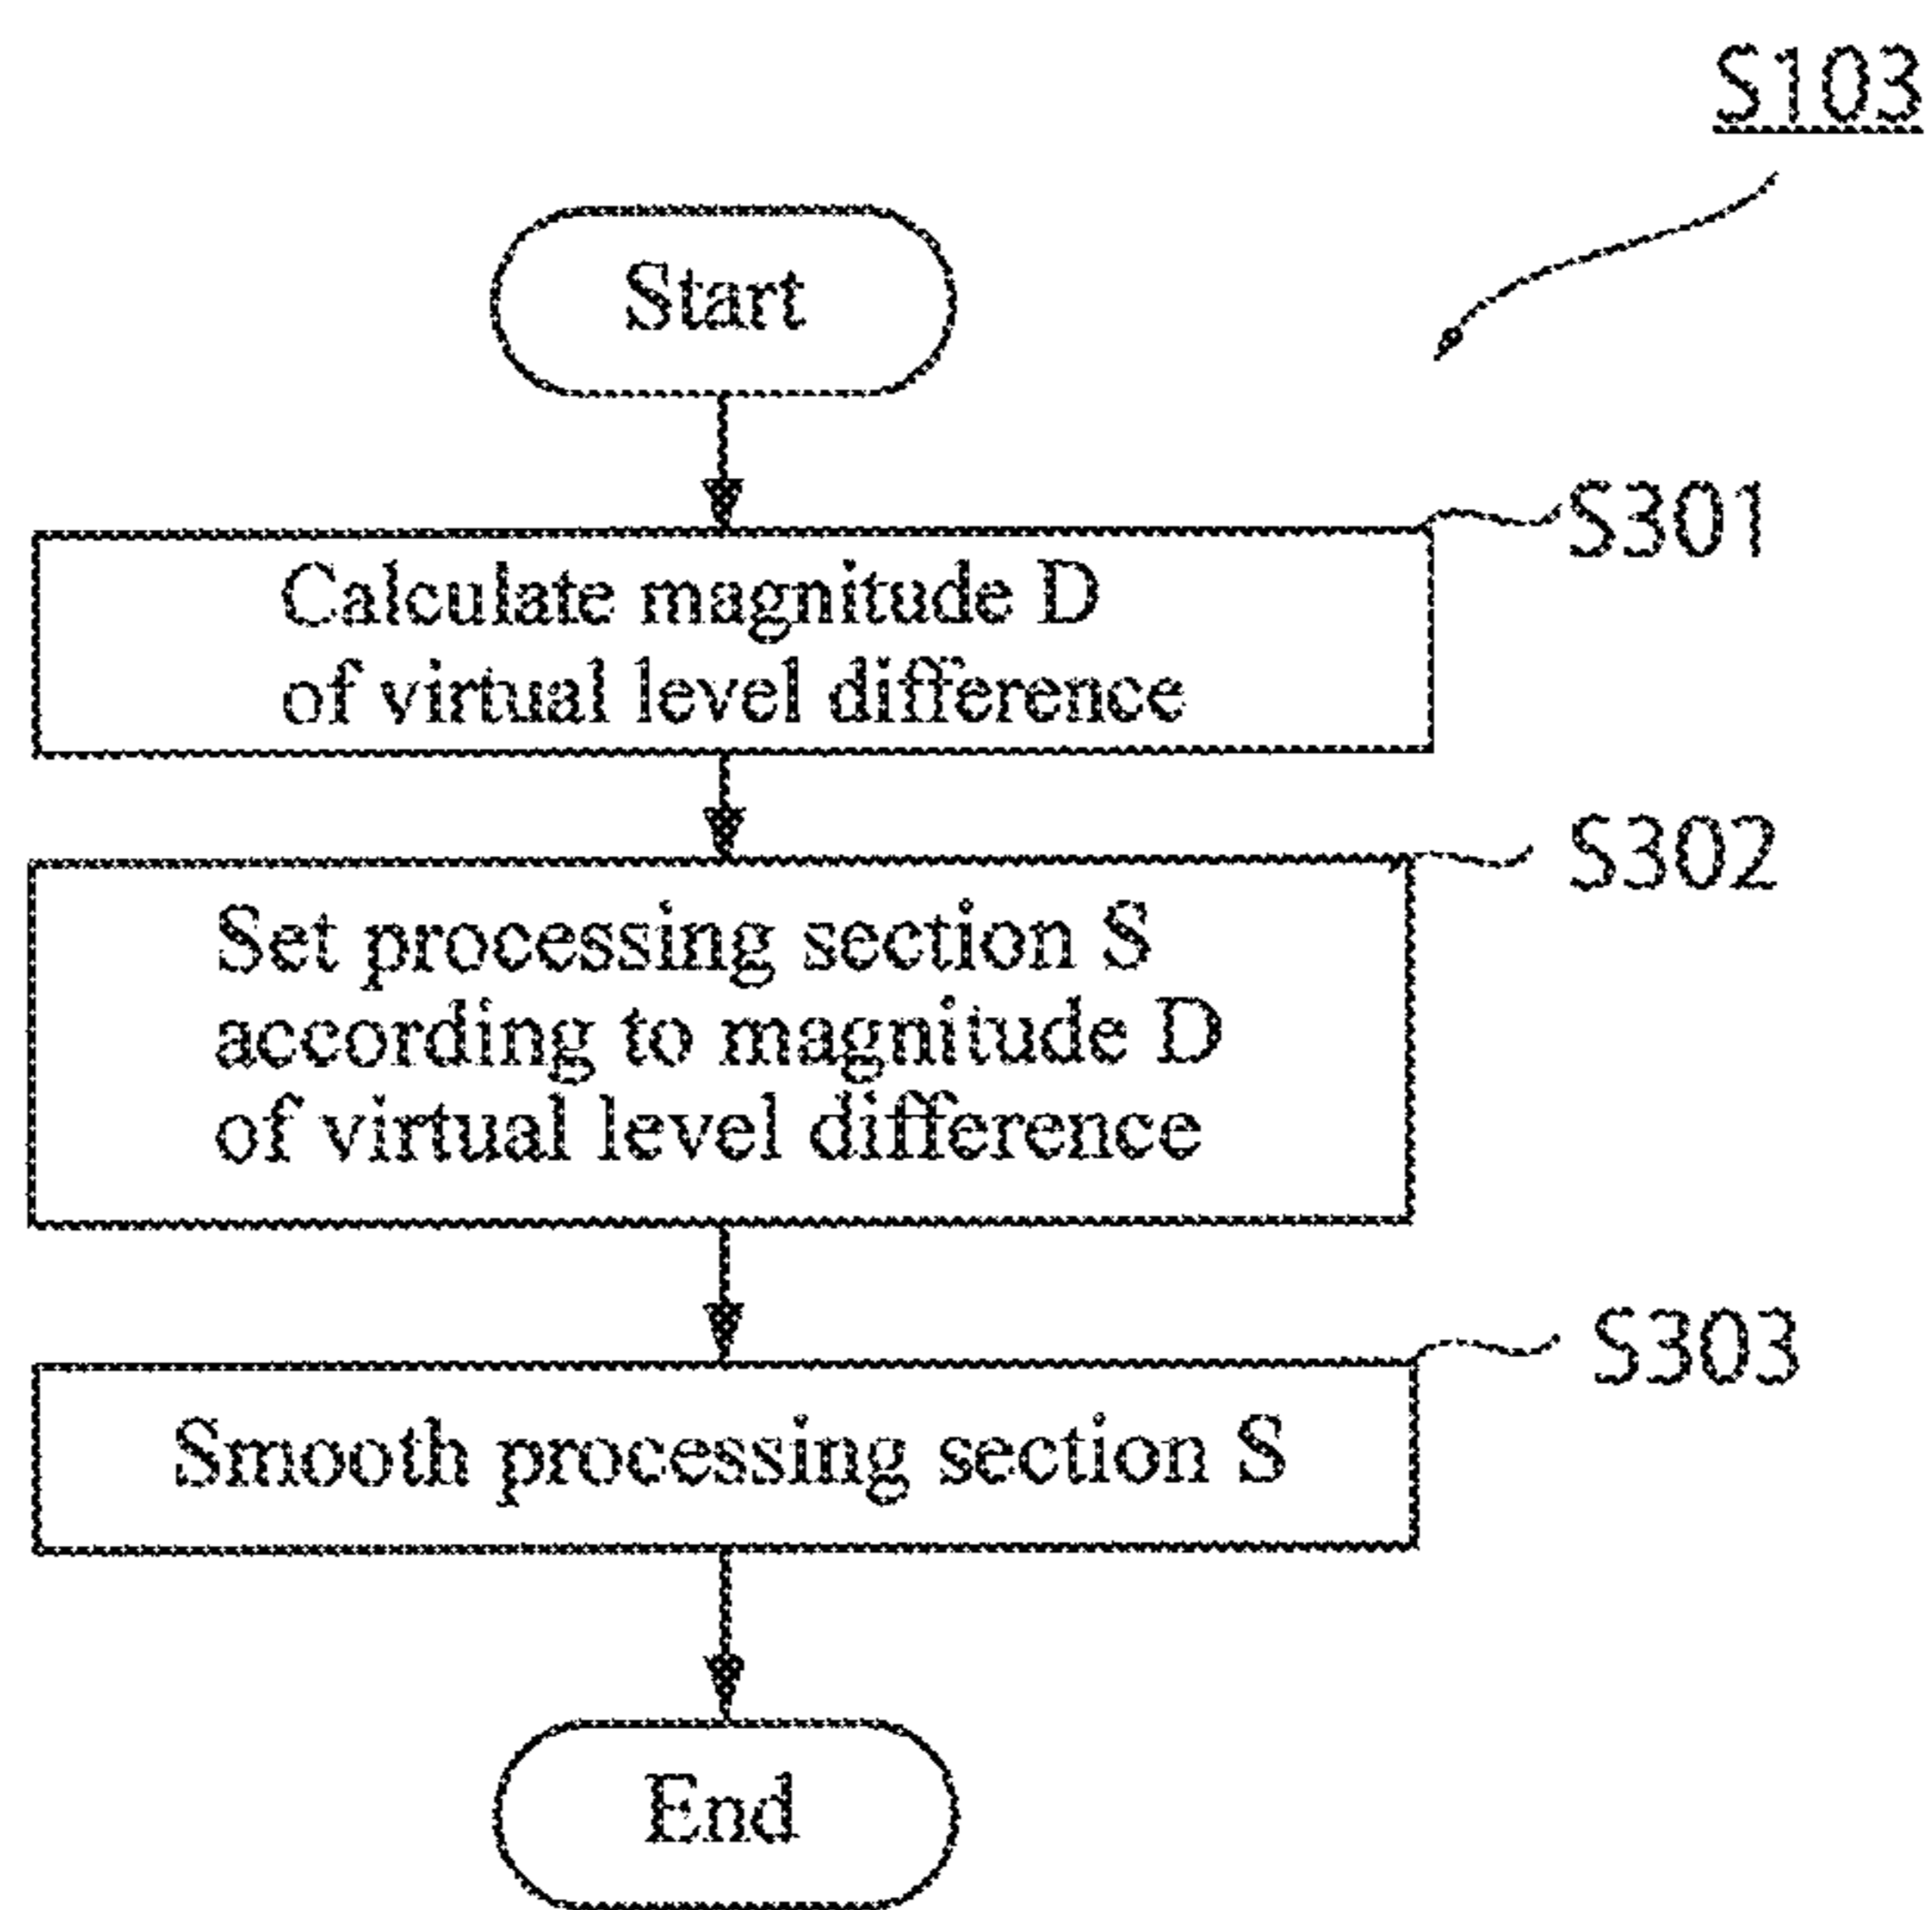 S103
Start
S301
Calculate magnitude D
of virtual level difference
S302
Set processing section S
according to magnitude D
of virtual level difference
S303
Smooth processing section S
End